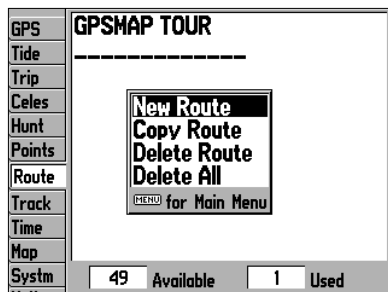 GPS
Tide
Trip
Celes
Hunt
Points
Route
Track
Time
Map
Systm
GPSMAP TOUR
_____________
New Route
Copy Route
Delete Route
Delete All
MENU for Main Menu
49 Available 1 Used